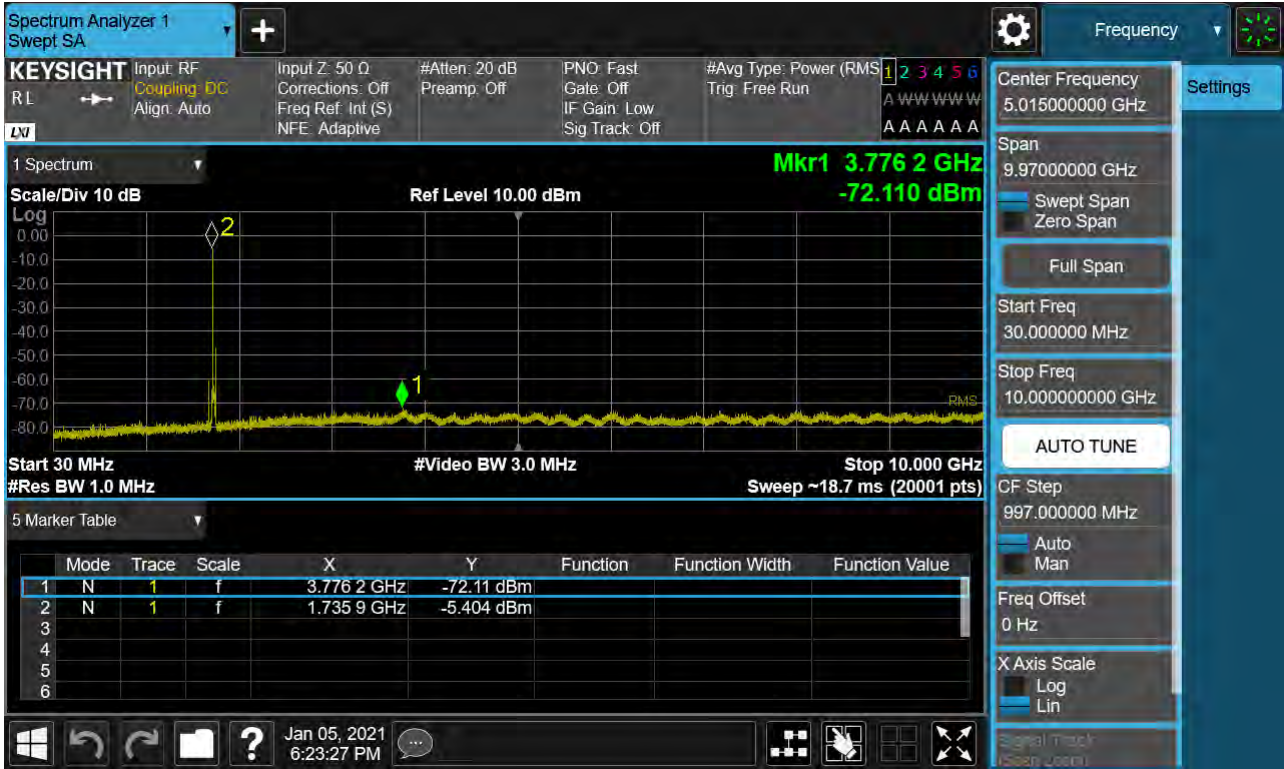 Spectrum Analyzer 1
Swept SA
+
Frequency
KEYSIGHT
RL
LXI
Input: RF
Coupling: DC
Align: Auto
Input Z: 50 Ω
Corrections: Off
Freq Ref: Int (S)
NFE: Adaptive
#Atten: 20 dB
Preamp: Off
PNO: Fast
Gate: Off
IF Gain: Low
Sig Track: Off
#Avg Type: Power (RMS
Trig: Free Run
1 2 3 4 5 6
A W W W W W
A A A A A A
1 Spectrum
Scale/Div 10 dB
Ref Level 10.00 dBm
Mkr1 3.776 2 GHz
-72.110 dBm
Log
0.00
-10.0
-20.0
-30.0
-40.0
-50.0
-60.0
-70.0
-80.0
2
1
RMS
Start 30 MHz
#Video BW 3.0 MHz
Stop 10.000 GHz
#Res BW 1.0 MHz
Sweep ~18.7 ms (20001 pts)
5 Marker Table
Mode Trace Scale X Y Function Function Width Function Value
1 N 1 f 3.776 2 GHz -72.11 dBm
2 N 1 f 1.735 9 GHz -5.404 dBm
3
4
5
6
?
Jan 05, 2021
6:23:27 PM
Center Frequency
5.015000000 GHz
Settings
Span
9.97000000 GHz
Swept Span
Zero Span
Full Span
Start Freq
30.000000 MHz
Stop Freq
10.000000000 GHz
AUTO TUNE
CF Step
997.000000 MHz
Auto
Man
Freq Offset
0 Hz
X Axis Scale
Log
Lin
Signal Track
(Span Zoom)